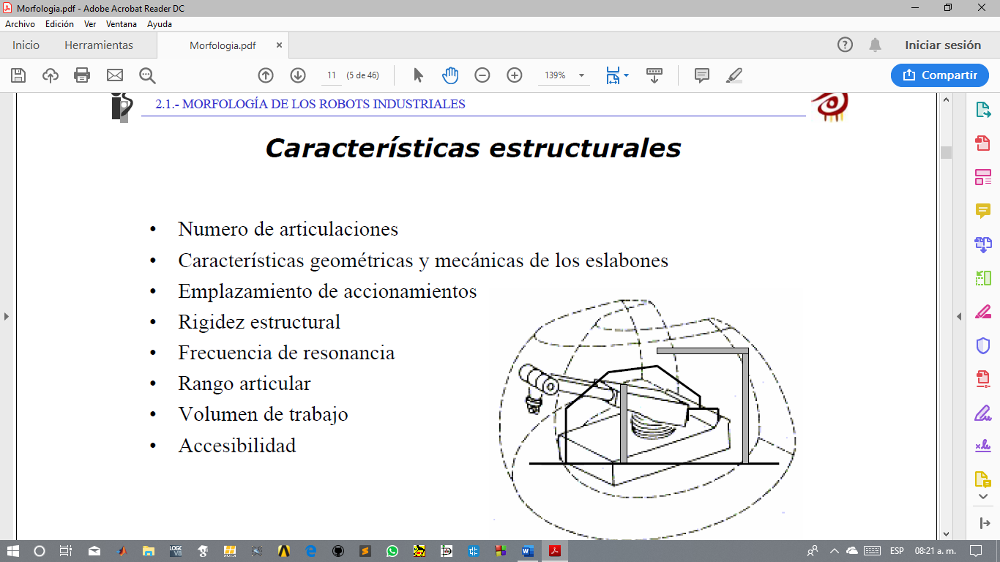 Morfologia.pdf - Adobe Acrobat Reader DC
Archivo Edición Ver Ventana Ayuda
Inicio Herramientas Morfologia.pdf × Iniciar sesión
11 (5 de 46) 139% Compartir
2.1.- MORFOLOGÍA DE LOS ROBOTS INDUSTRIALES
Características estructurales
• Numero de articulaciones
• Características geométricas y mecánicas de los eslabones
• Emplazamiento de accionamientos
• Rigidez estructural
• Frecuencia de resonancia
• Rango articular
• Volumen de trabajo
• Accesibilidad
ESP 08:21 a. m.